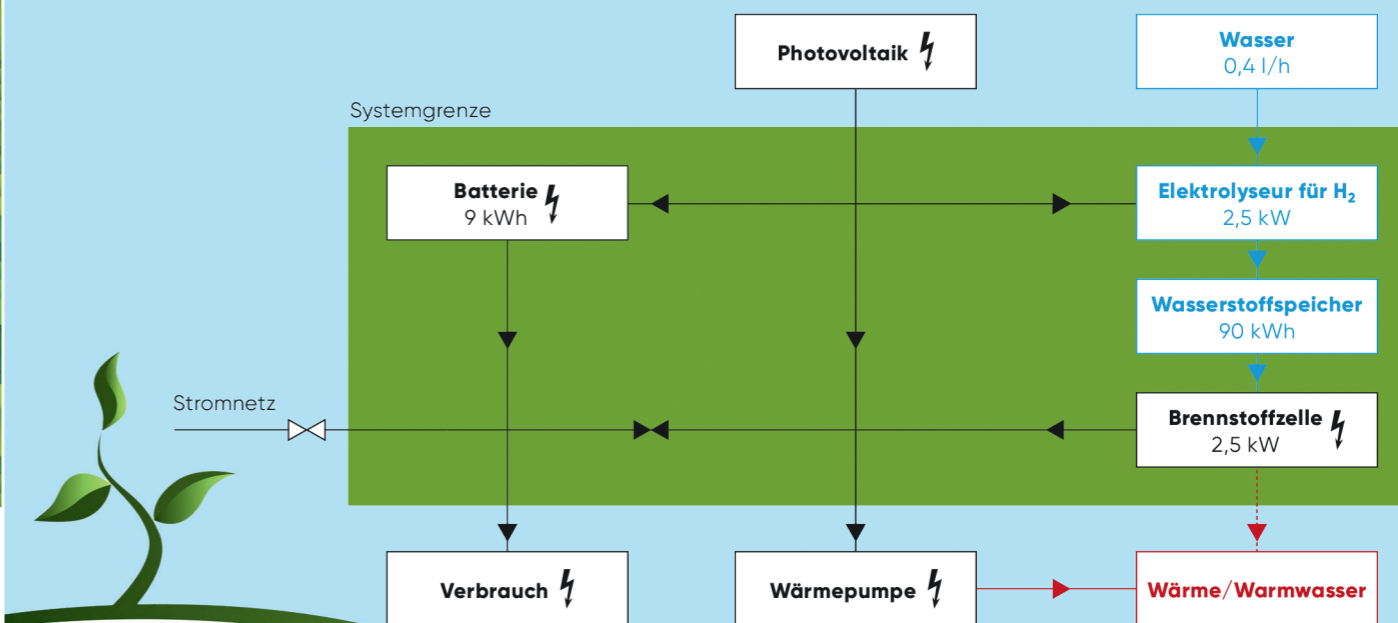 Photovoltaik
Wasser
0,4 l/h
Systemgrenze
Batterie
9 kWh
Elektrolyseur für H₂
2,5 kW
Wasserstoffspeicher
90 kWh
Stromnetz
Brennstoffzelle
2,5 kW
Verbrauch
Wärmepumpe
Wärme/Warmwasser